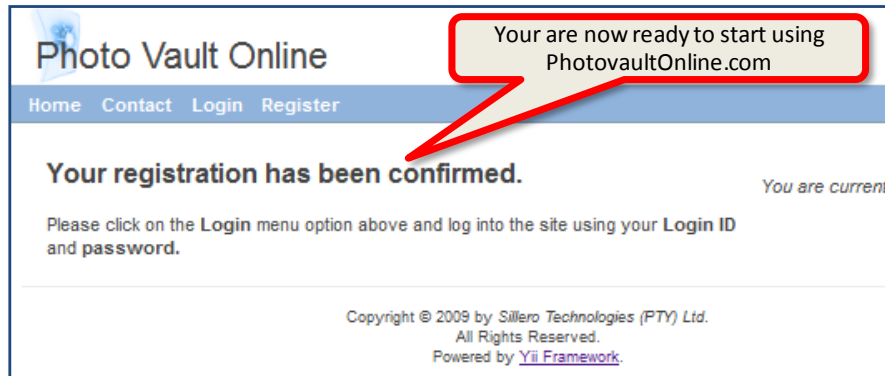 Photo Vault Online
Your are now ready to start using
PhotovaultOnline.com
Home Contact Login Register
Your registration has been confirmed.
You are current
Please click on the Login menu option above and log into the site using your Login ID
and password.
Copyright © 2009 by Sillero Technologies (PTY) Ltd.
All Rights Reserved.
Powered by Yii Framework.